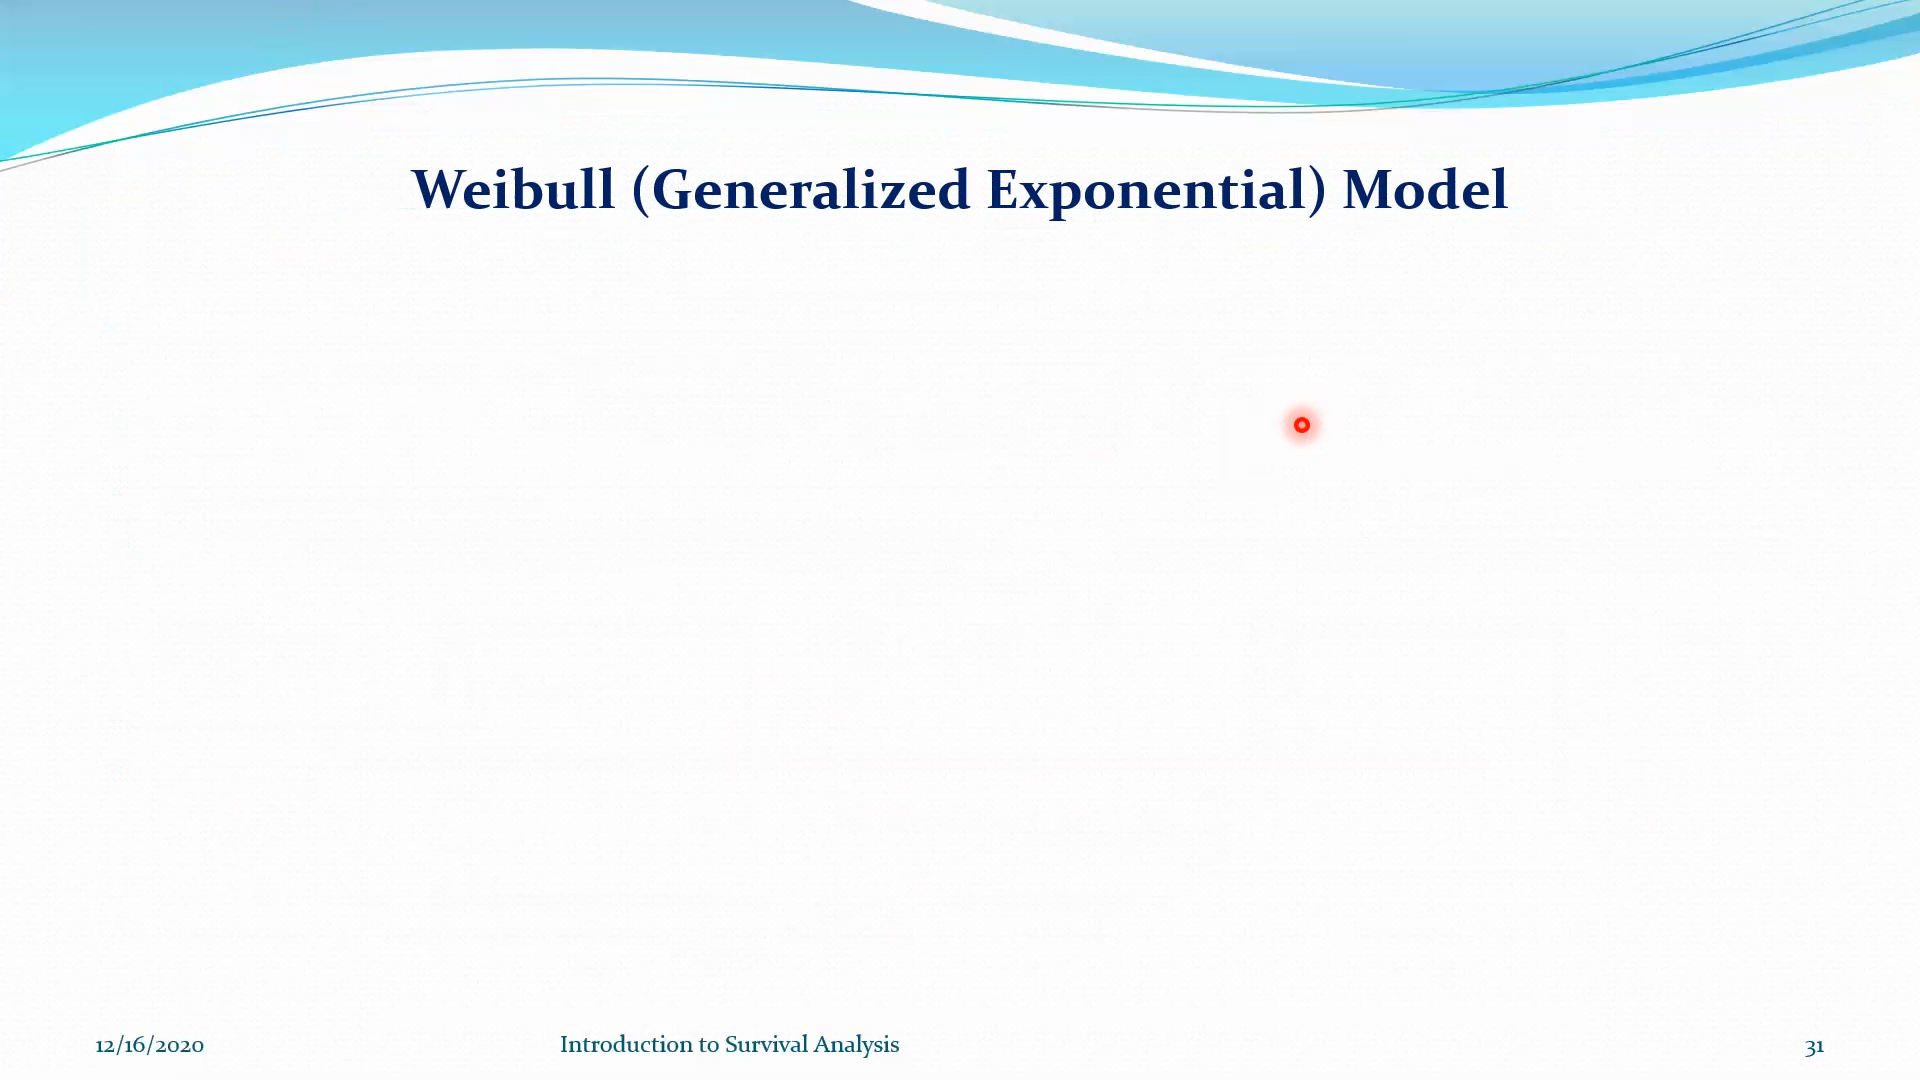 Weibull (Generalized Exponential) Model
12/16/2020
Introduction to Survival Analysis
31